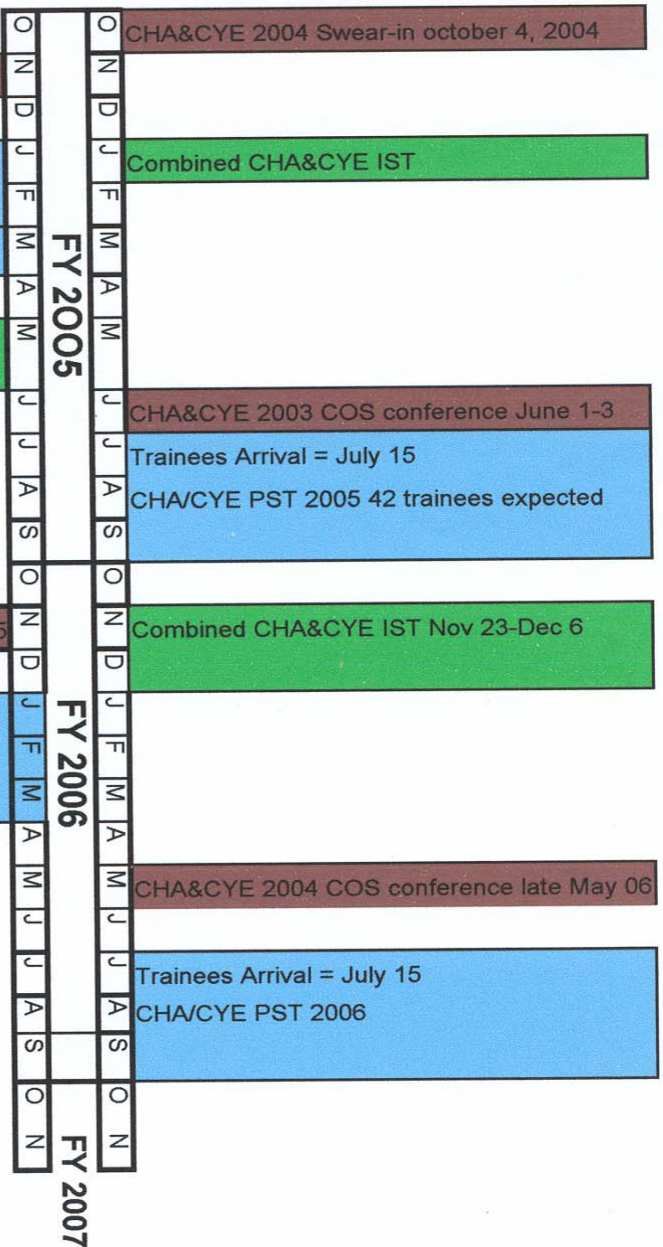 CHA&CYE 2004 Swear-in october 4, 2004
Combined CHA&CYE IST
CHA&CYE 2003 COS conference June 1-3
Trainees Arrival = July 15
CHA/CYE PST 2005 42 trainees expected
Combined CHA&CYE IST Nov 23-Dec 6
CHA&CYE 2004 COS conference late May 06
Trainees Arrival = July 15
CHA/CYE PST 2006
O N D J F M A M J J A S O N D J F M A M J J A S O N
FY 2005 FY 2006 FY 2007
O N D J F M A M J J A S O N D J F M A M J J A S O N